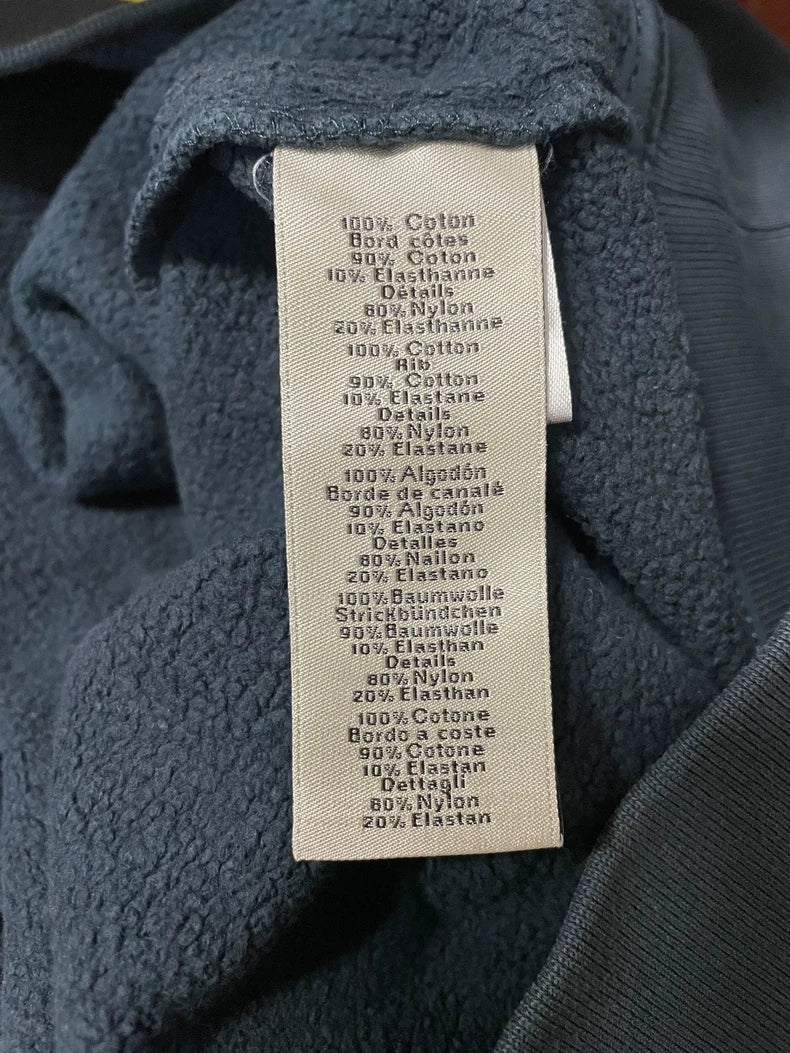 100% Coton
Bord côtes
90% Coton
10% Elasthanne
Détails
80% Nylon
20% Elasthanne
100% Cotton
Rib
90% Cotton
10% Elastane
Details
80% Nylon
20% Elastane
100% Algodón
Borde de canalé
90% Algodón
10% Elastano
Detalles
80% Nailon
20% Elastano
100% Baumwolle
Strickbündchen
90% Baumwolle
10% Elasthan
Details
80% Nylon
20% Elasthan
100% Cotone
Bordo a coste
90% Cotone
10% Elastan
Dettagli
80% Nylon
20% Elastan